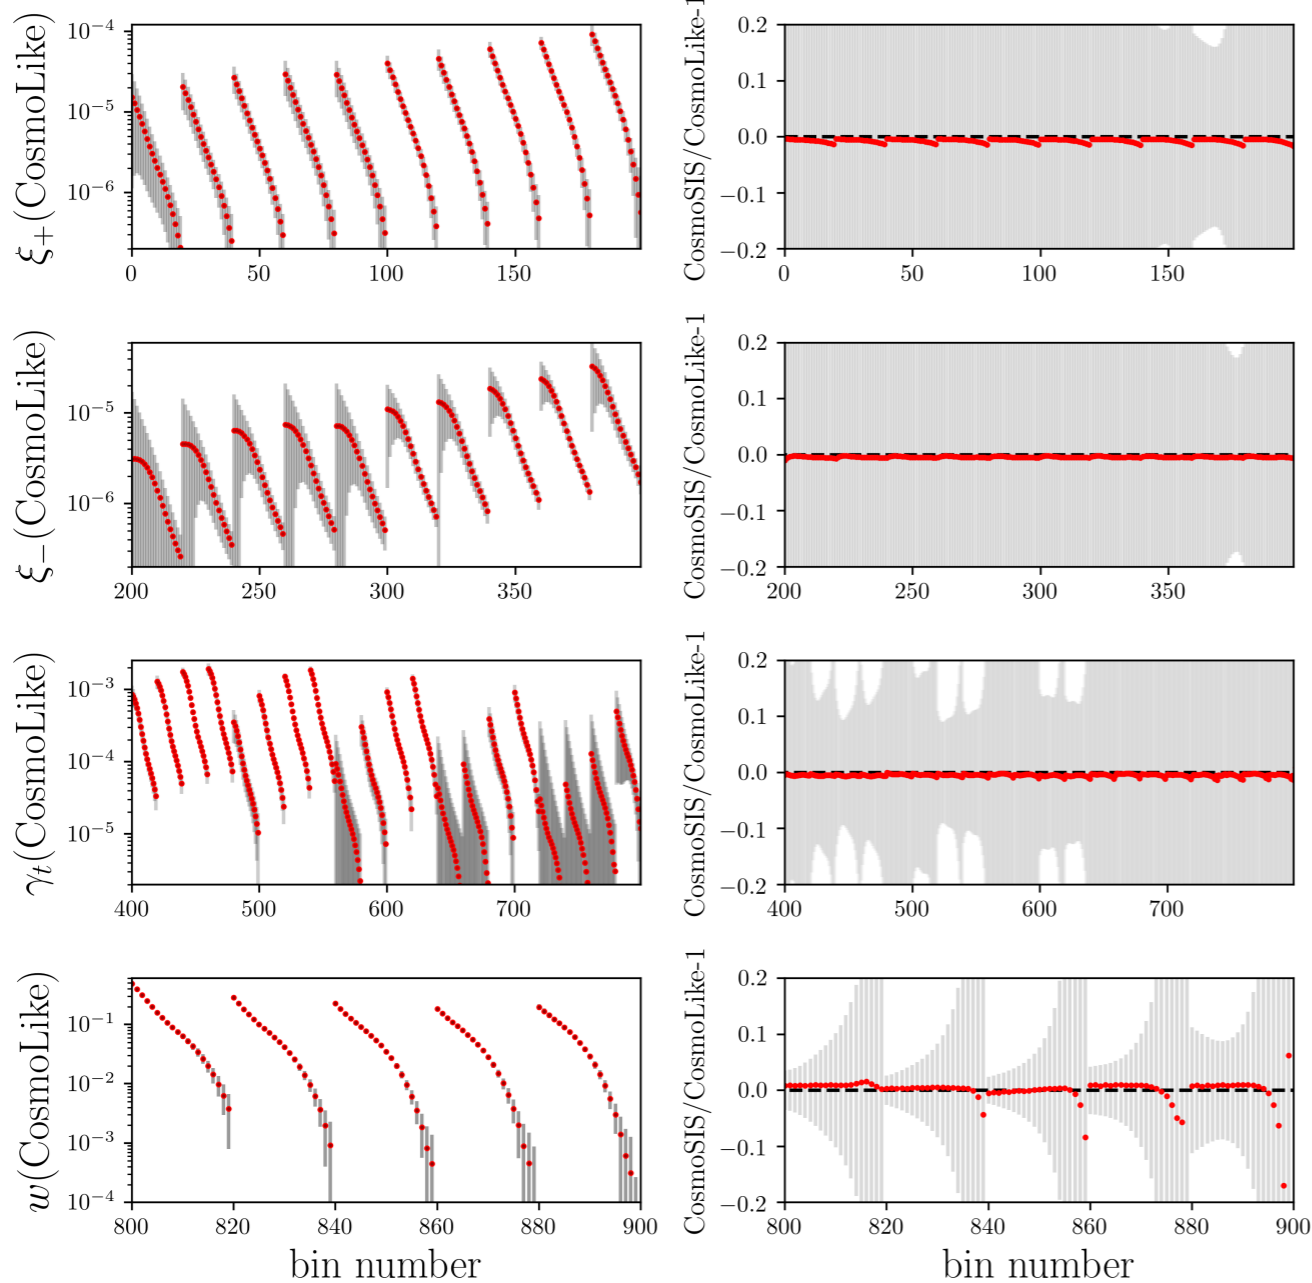 ξ₊(CosmoLike)
10⁻⁴
10⁻⁵
10⁻⁶
0 50 100 150
CosmoSIS/CosmoLike-1
0.2
0.1
0.0
−0.1
−0.2
0 50 100 150
ξ₋(CosmoLike)
10⁻⁵
10⁻⁶
200 250 300 350
CosmoSIS/CosmoLike-1
0.2
0.1
0.0
−0.1
−0.2
200 250 300 350
γₜ(CosmoLike)
10⁻³
10⁻⁴
10⁻⁵
400 500 600 700
CosmoSIS/CosmoLike-1
0.2
0.1
0.0
−0.1
−0.2
400 500 600 700
w(CosmoLike)
10⁻¹
10⁻²
10⁻³
10⁻⁴
800 820 840 860 880 900
bin number
CosmoSIS/CosmoLike-1
0.2
0.1
0.0
−0.1
−0.2
800 820 840 860 880 900
bin number